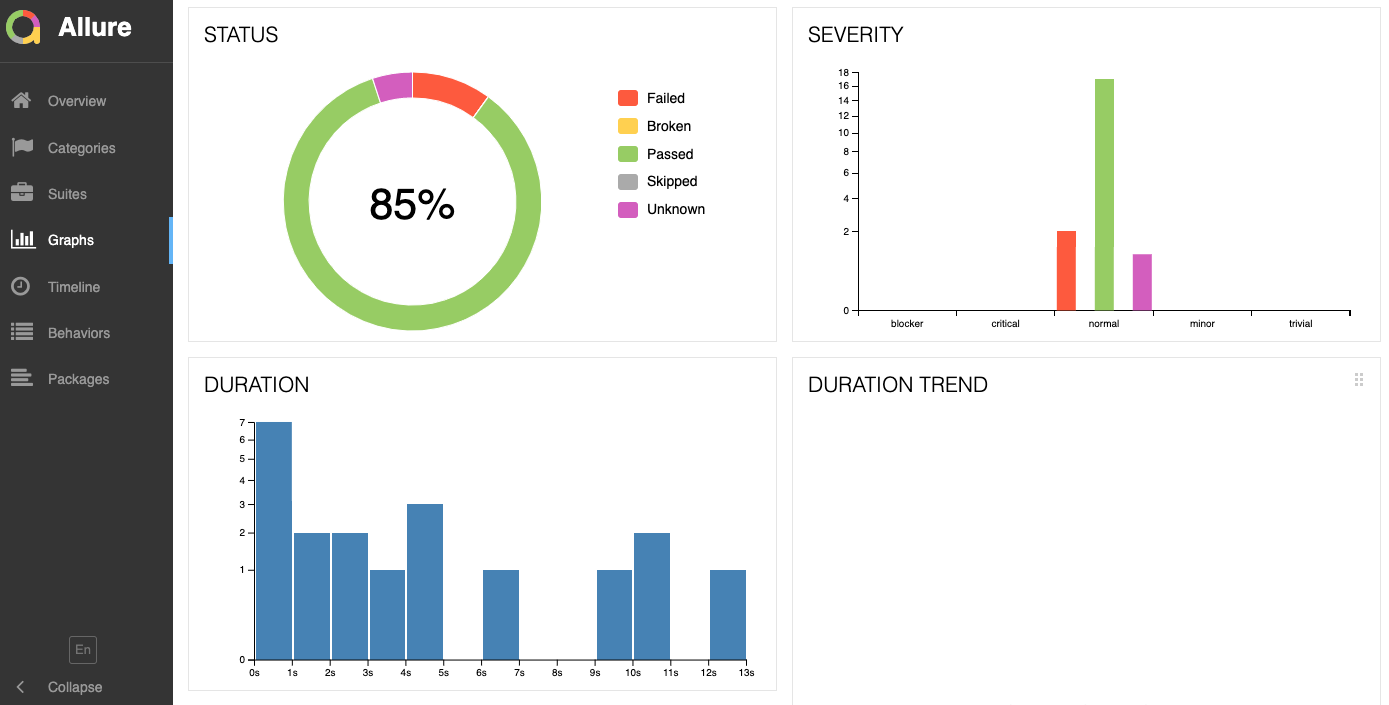 Allure
Overview
Categories
Suites
Graphs
Timeline
Behaviors
Packages
En
Collapse
STATUS
85%
Failed
Broken
Passed
Skipped
Unknown
SEVERITY
18
16
14
12
10
8
6
4
2
0
blocker critical normal minor trivial
DURATION
7
6
5
4
3
2
1
0
0s 1s 2s 3s 4s 5s 6s 7s 8s 9s 10s 11s 12s 13s
DURATION TREND